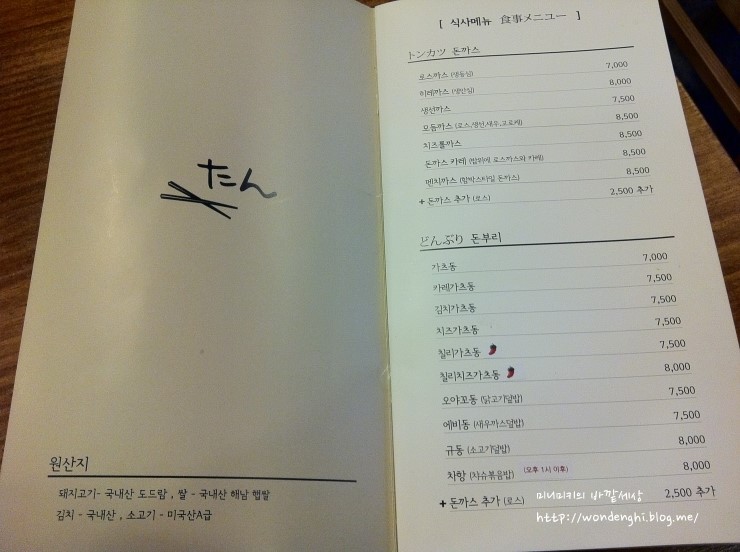 たん
원산지
돼지고기- 국내산 도드람 , 쌀 - 국내산 해남 햅쌀
김치 - 국내산 , 소고기 - 미국산A급
[ 식사메뉴 食事メニュー ]
トンカツ 돈까스
로스까스 (생등심) 7,000
히레까스 (생안심) 8,000
생선까스 7,500
모듬까스 (로스,생선,새우,고로케) 8,500
치즈롤까스 8,500
돈까스 카레 (밥위에 로스까스와 카레) 8,500
멘치까스 (함박스타일 돈까스) 8,500
+ 돈까스 추가 (로스) 2,500 추가
どんぶり 돈부리
가츠동 7,000
카레가츠동 7,500
김치가츠동 7,500
치즈가츠동 7,500
칠리가츠동 7,500
칠리치즈가츠동 8,000
오야꼬동 (닭고기덮밥) 7,500
에비동 (새우까스덮밥) 7,500
규동 (소고기덮밥) 8,000
차항 (챠슈볶음밥) (오후 1시 이후) 8,000
+ 돈까스 추가 (로스) 2,500 추가
미니미키의 바깥세상
http://wondenghi.blog.me/